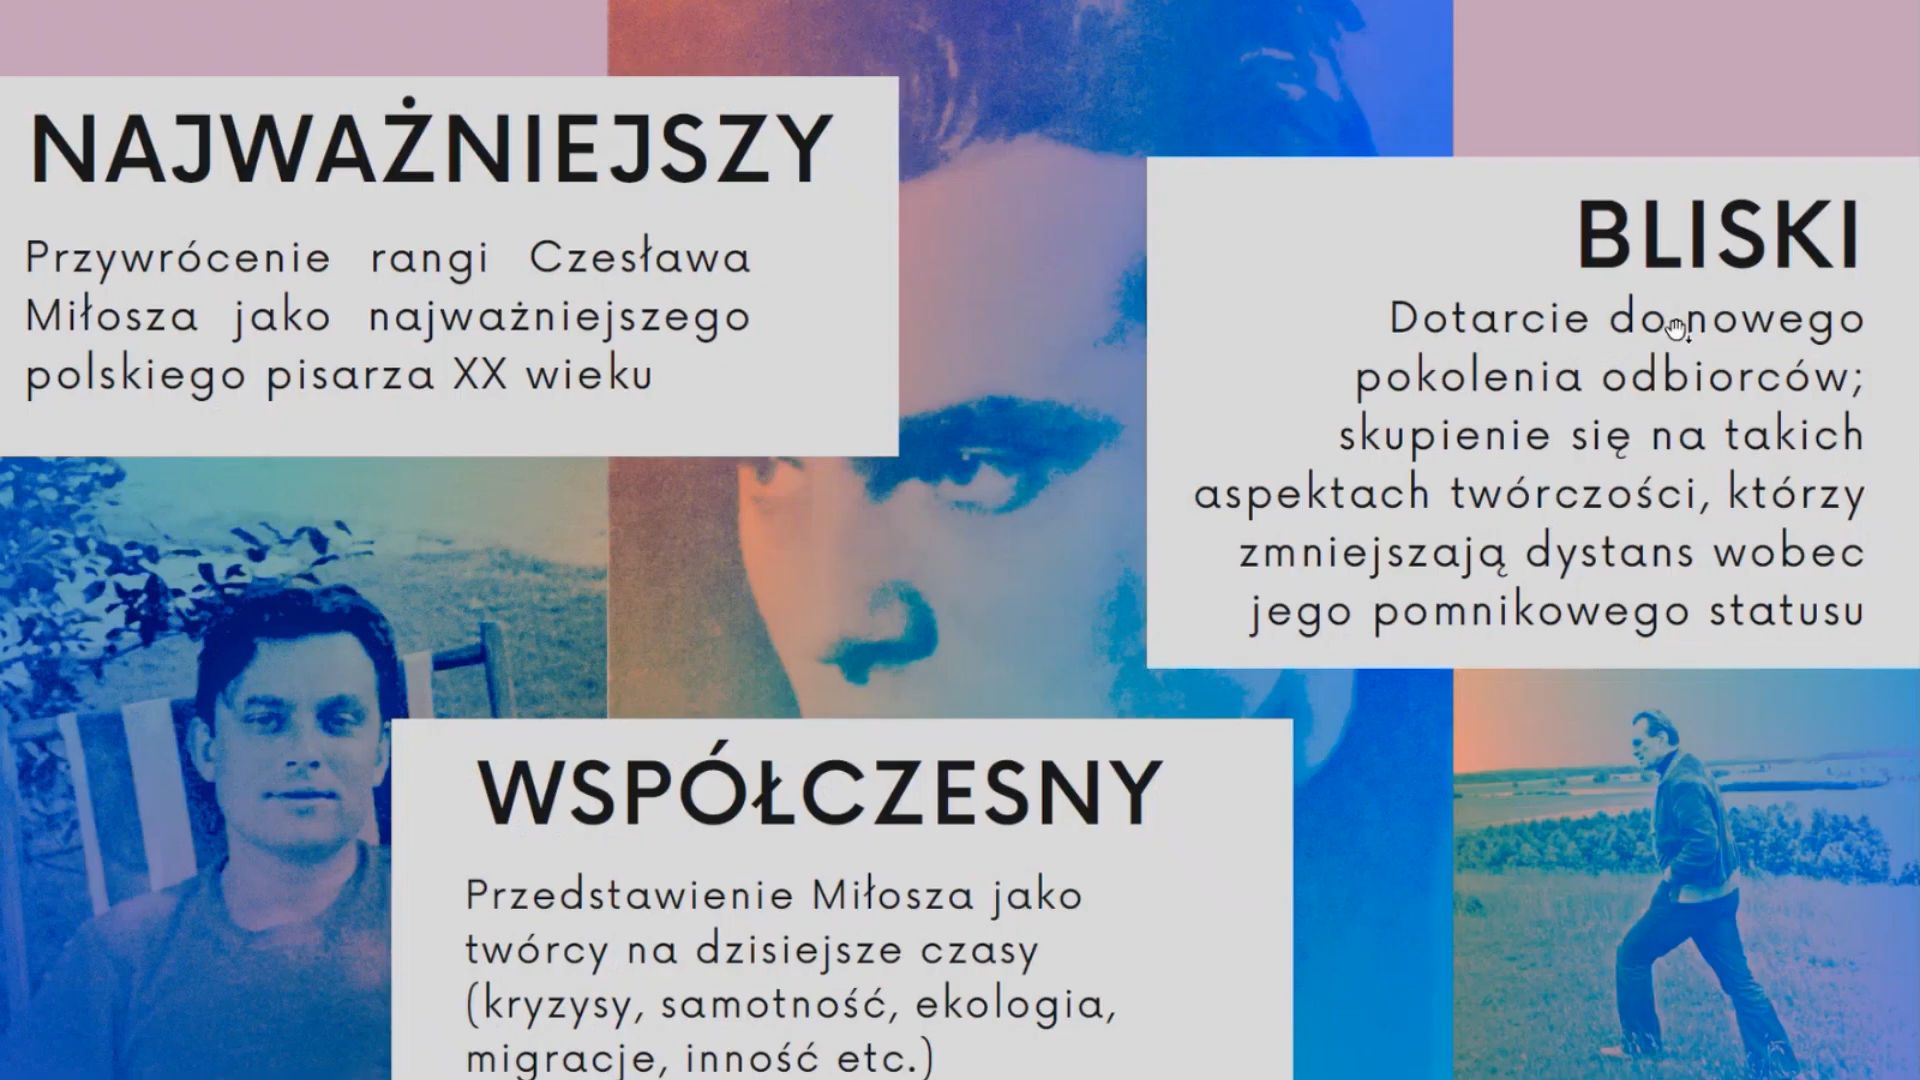 NAJWAŻNIEJSZY
Przywrócenie rangi Czesława
Miłosza jako najważniejszego
polskiego pisarza XX wieku
BLISKI
Dotarcie do nowego
pokolenia odbiorców;
skupienie się na takich
aspektach twórczości, którzy
zmniejszają dystans wobec
jego pomnikowego statusu
WSPÓŁCZESNY
Przedstawienie Miłosza jako
twórcy na dzisiejsze czasy
(kryzysy, samotność, ekologia,
migracje, inność etc.)